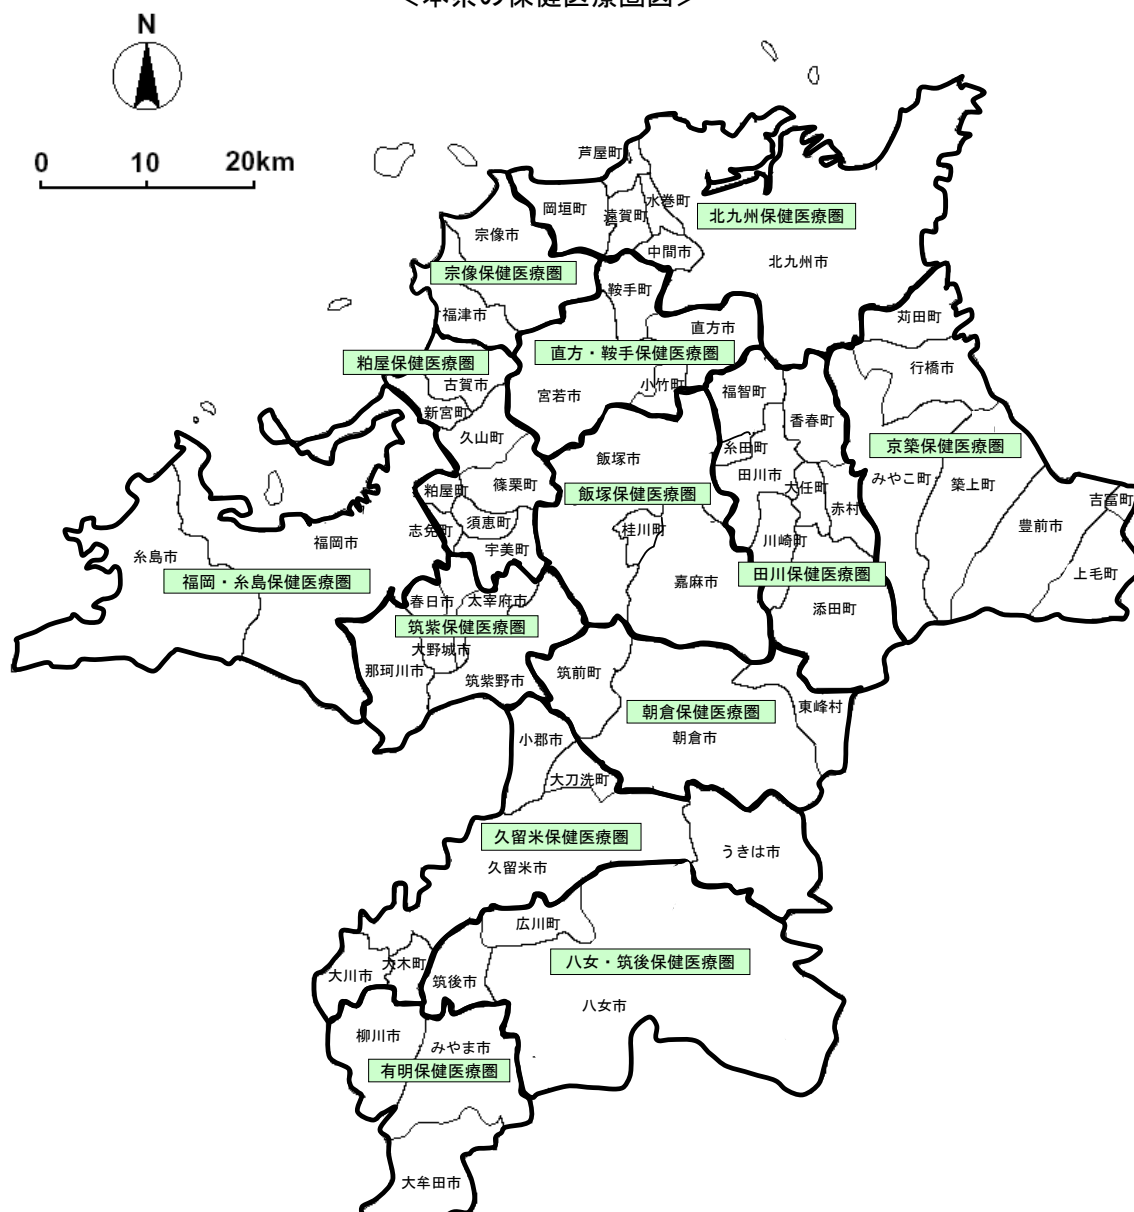 ＜本県の保健医療圏図＞
N
0 10 20km
芦屋町
水巻町
岡垣町
遠賀町
北九州保健医療圏
宗像市
中間市
北九州市
宗像保健医療圏
鞍手町
福津市
苅田町
直方市
直方・鞍手保健医療圏
粕屋保健医療圏
行橋市
古賀市
小竹町
宮若市
福智町
新宮町
香春町
久山町
糸田町
京築保健医療圏
飯塚市
田川市
みやこ町
築上町
篠栗町
粕屋町
飯塚保健医療圏
大任町
吉富町
赤村
須恵町
志免町
桂川町
豊前市
福岡市
川崎町
宇美町
糸島市
福岡・糸島保健医療圏
嘉麻市
田川保健医療圏
上毛町
春日市
太宰府市
添田町
筑紫保健医療圏
大野城市
那珂川市
筑紫野市
筑前町
東峰村
朝倉保健医療圏
朝倉市
小郡市
大刀洗町
久留米保健医療圏
うきは市
久留米市
広川町
八女・筑後保健医療圏
大木町
大川市
筑後市
八女市
柳川市
みやま市
有明保健医療圏
大牟田市